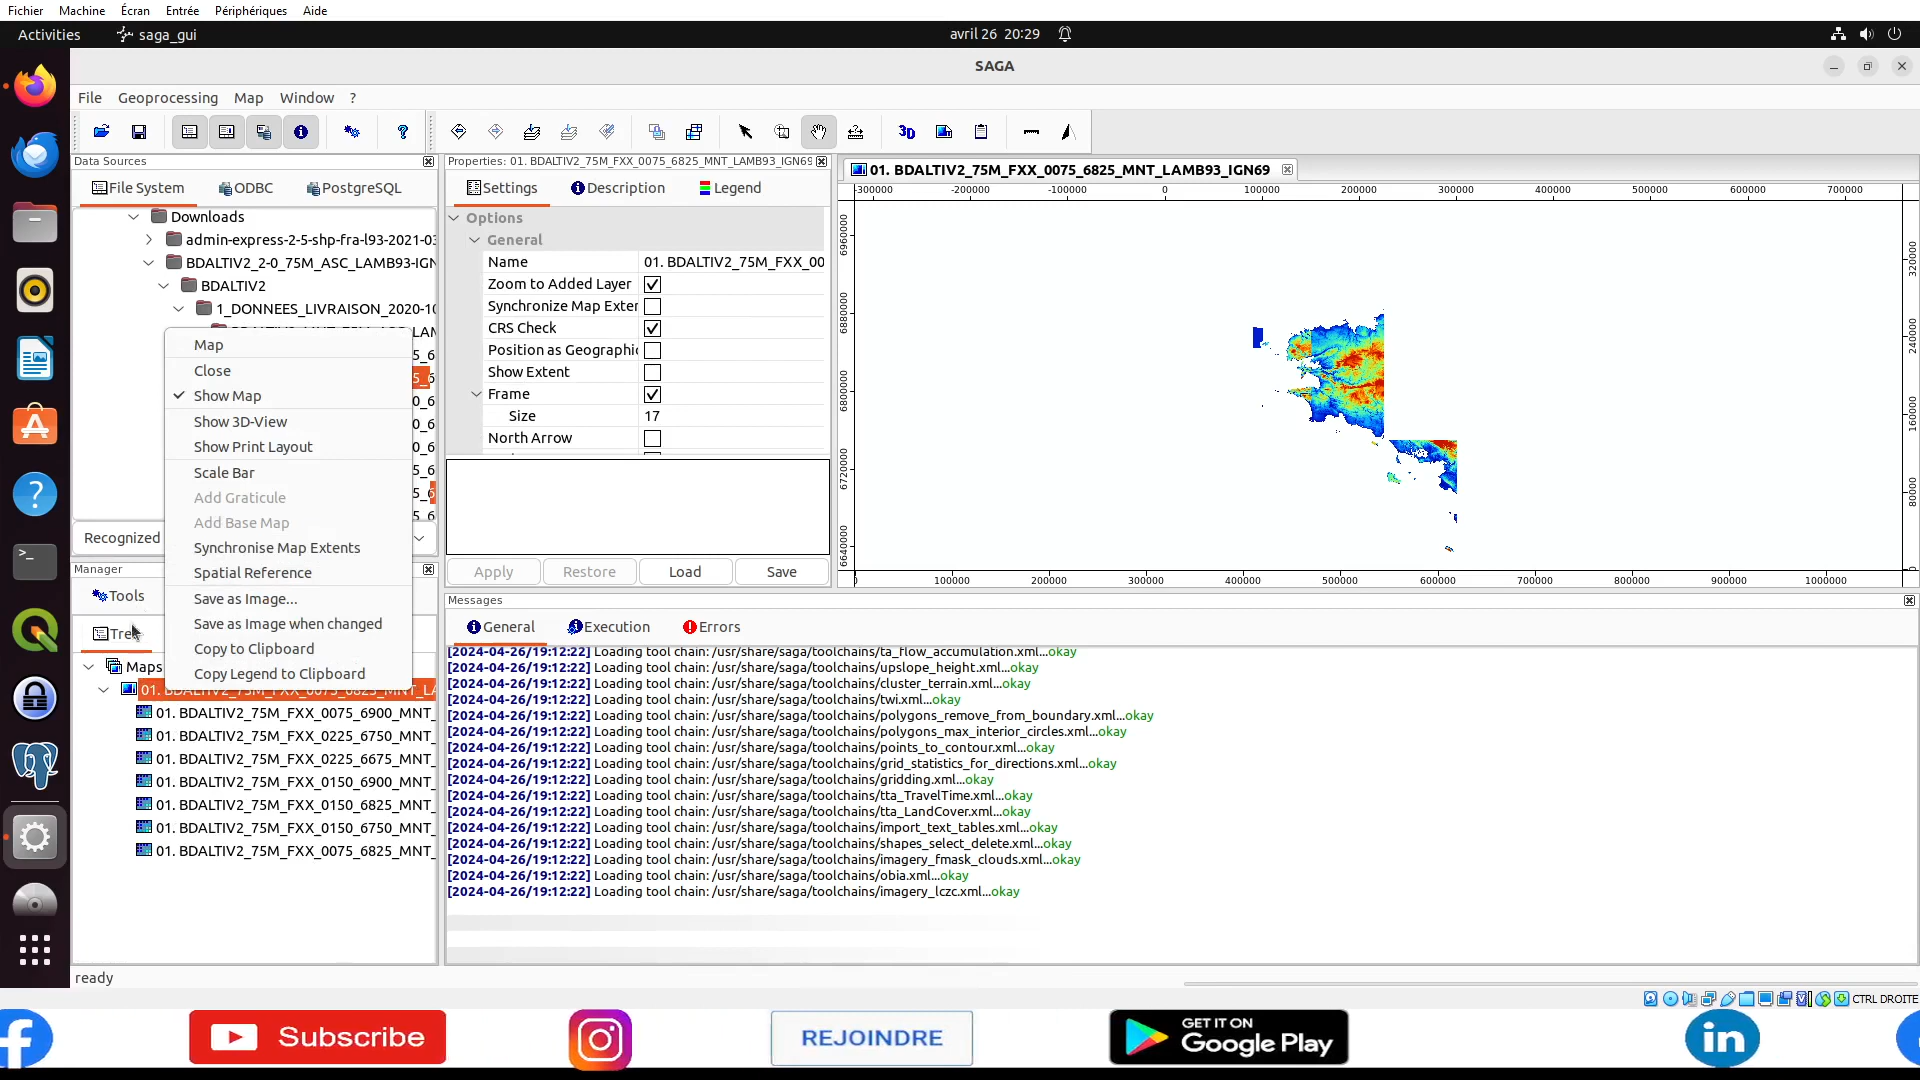 Fichier Machine Écran Entrée Périphériques Aide
Activities saga_gui avril 26 20:29
SAGA
File Geoprocessing Map Window ?
Data Sources
File System ODBC PostgreSQL
Downloads
admin-express-2-5-shp-fra-l93-2021-03
BDALTIV2_2-0_75M_ASC_LAMB93-IGN
BDALTIV2
1_DONNEES_LIVRAISON_2020-10
Map
Close
Show Map
Show 3D-View
Show Print Layout
Scale Bar
Add Graticule
Add Base Map
Synchronise Map Extents
Spatial Reference
Save as Image...
Save as Image when changed
Copy to Clipboard
Copy Legend to Clipboard
Recognized
Manager
Tools
Tre
Maps
01. BDALTIV2_75M_FXX_0075_6825_MNT_LA
01. BDALTIV2_75M_FXX_0075_6900_MNT_
01. BDALTIV2_75M_FXX_0225_6750_MNT_
01. BDALTIV2_75M_FXX_0225_6675_MNT_
01. BDALTIV2_75M_FXX_0150_6900_MNT_
01. BDALTIV2_75M_FXX_0150_6825_MNT_
01. BDALTIV2_75M_FXX_0150_6750_MNT_
01. BDALTIV2_75M_FXX_0075_6825_MNT_
ready
Properties: 01. BDALTIV2_75M_FXX_0075_6825_MNT_LAMB93_IGN69
Settings Description Legend
Options
General
Name 01. BDALTIV2_75M_FXX_00
Zoom to Added Layer
Synchronize Map Exter
CRS Check
Position as Geographic
Show Extent
Frame
Size 17
North Arrow
Apply Restore Load Save
01. BDALTIV2_75M_FXX_0075_6825_MNT_LAMB93_IGN69
-300000 -200000 -100000 0 100000 200000 300000 400000 500000 600000 700000
6960000
6880000
6800000
6720000
6640000
320000
240000
160000
80000
0
0 100000 200000 300000 400000 500000 600000 700000 800000 900000 1000000
Messages
General Execution Errors
[2024-04-26/19:12:22] Loading tool chain: /usr/share/saga/toolchains/ta_flow_accumulation.xml...okay
[2024-04-26/19:12:22] Loading tool chain: /usr/share/saga/toolchains/upslope_height.xml...okay
[2024-04-26/19:12:22] Loading tool chain: /usr/share/saga/toolchains/cluster_terrain.xml...okay
[2024-04-26/19:12:22] Loading tool chain: /usr/share/saga/toolchains/twi.xml...okay
[2024-04-26/19:12:22] Loading tool chain: /usr/share/saga/toolchains/polygons_remove_from_boundary.xml...okay
[2024-04-26/19:12:22] Loading tool chain: /usr/share/saga/toolchains/polygons_max_interior_circles.xml...okay
[2024-04-26/19:12:22] Loading tool chain: /usr/share/saga/toolchains/points_to_contour.xml...okay
[2024-04-26/19:12:22] Loading tool chain: /usr/share/saga/toolchains/grid_statistics_for_directions.xml...okay
[2024-04-26/19:12:22] Loading tool chain: /usr/share/saga/toolchains/gridding.xml...okay
[2024-04-26/19:12:22] Loading tool chain: /usr/share/saga/toolchains/tta_TravelTime.xml...okay
[2024-04-26/19:12:22] Loading tool chain: /usr/share/saga/toolchains/tta_LandCover.xml...okay
[2024-04-26/19:12:22] Loading tool chain: /usr/share/saga/toolchains/import_text_tables.xml...okay
[2024-04-26/19:12:22] Loading tool chain: /usr/share/saga/toolchains/shapes_select_delete.xml...okay
[2024-04-26/19:12:22] Loading tool chain: /usr/share/saga/toolchains/imagery_fmask_clouds.xml...okay
[2024-04-26/19:12:22] Loading tool chain: /usr/share/saga/toolchains/obia.xml...okay
[2024-04-26/19:12:22] Loading tool chain: /usr/share/saga/toolchains/imagery_lczc.xml...okay
CTRL DROITE
Subscribe REJOINDRE GET IT ON
Google Play in